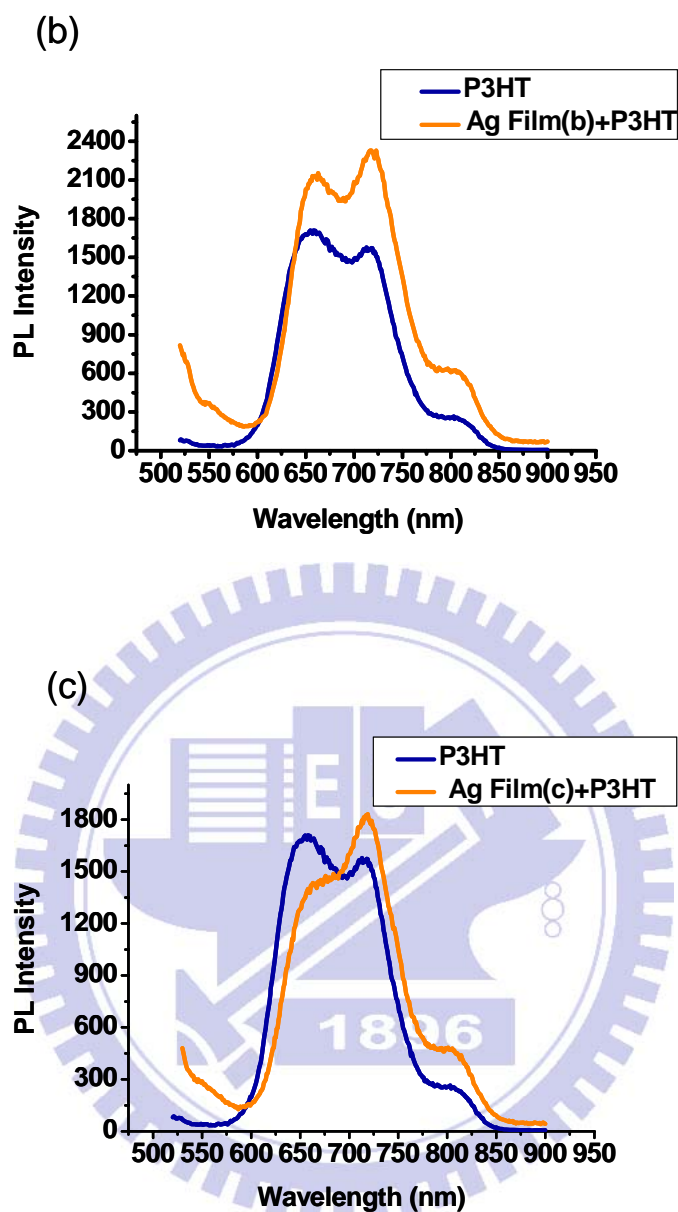 (b)
P3HT
Ag Film(b)+P3HT
2400
2100
1800
1500
1200
900
600
300
0
PL Intensity
500 550 600 650 700 750 800 850 900 950
Wavelength (nm)
(c)
P3HT
Ag Film(c)+P3HT
1800
1500
1200
900
600
300
0
PL Intensity
E
1896
500 550 600 650 700 750 800 850 900 950
Wavelength (nm)